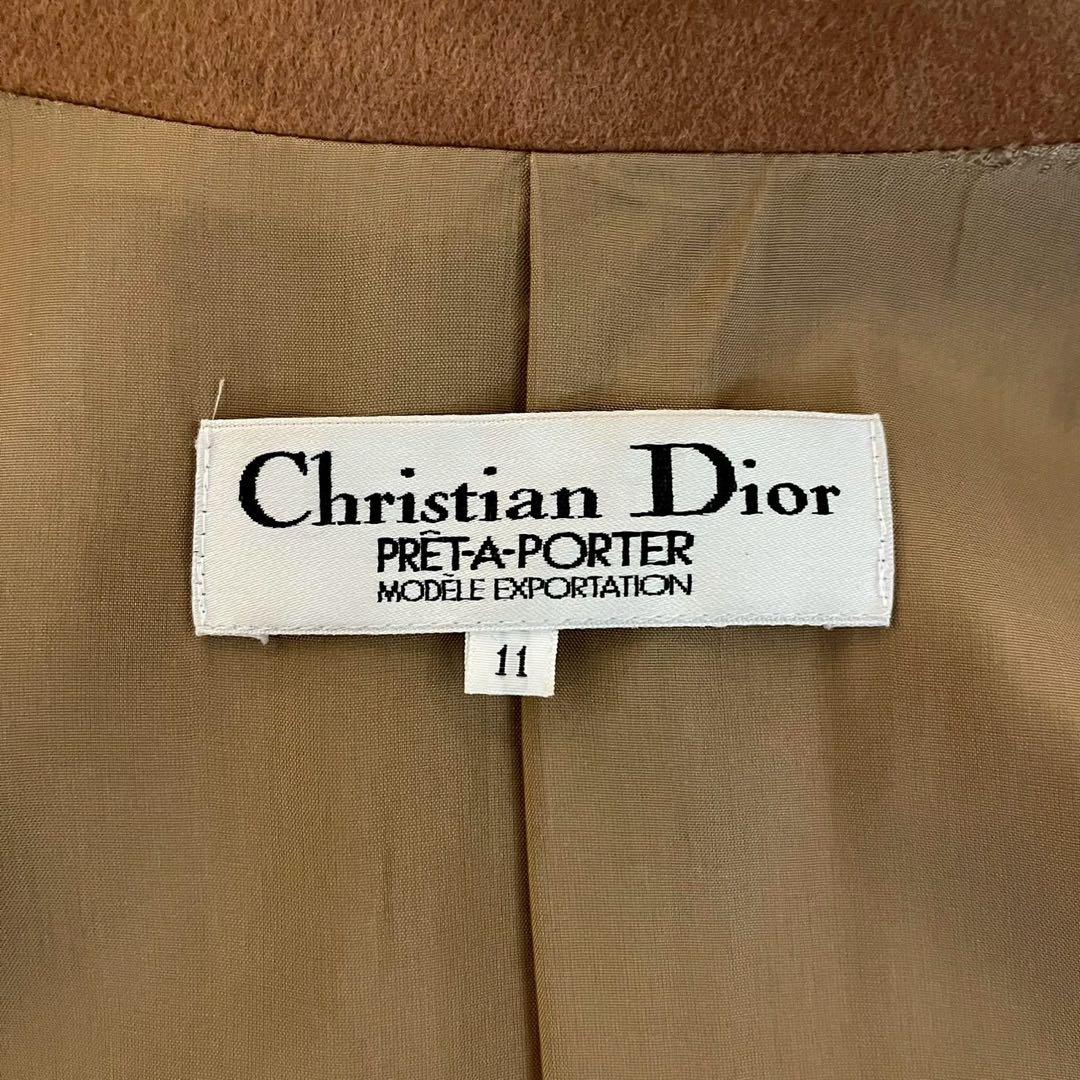 Christian Dior
PRÊT-A-PORTER
MODÈLE EXPORTATION
11